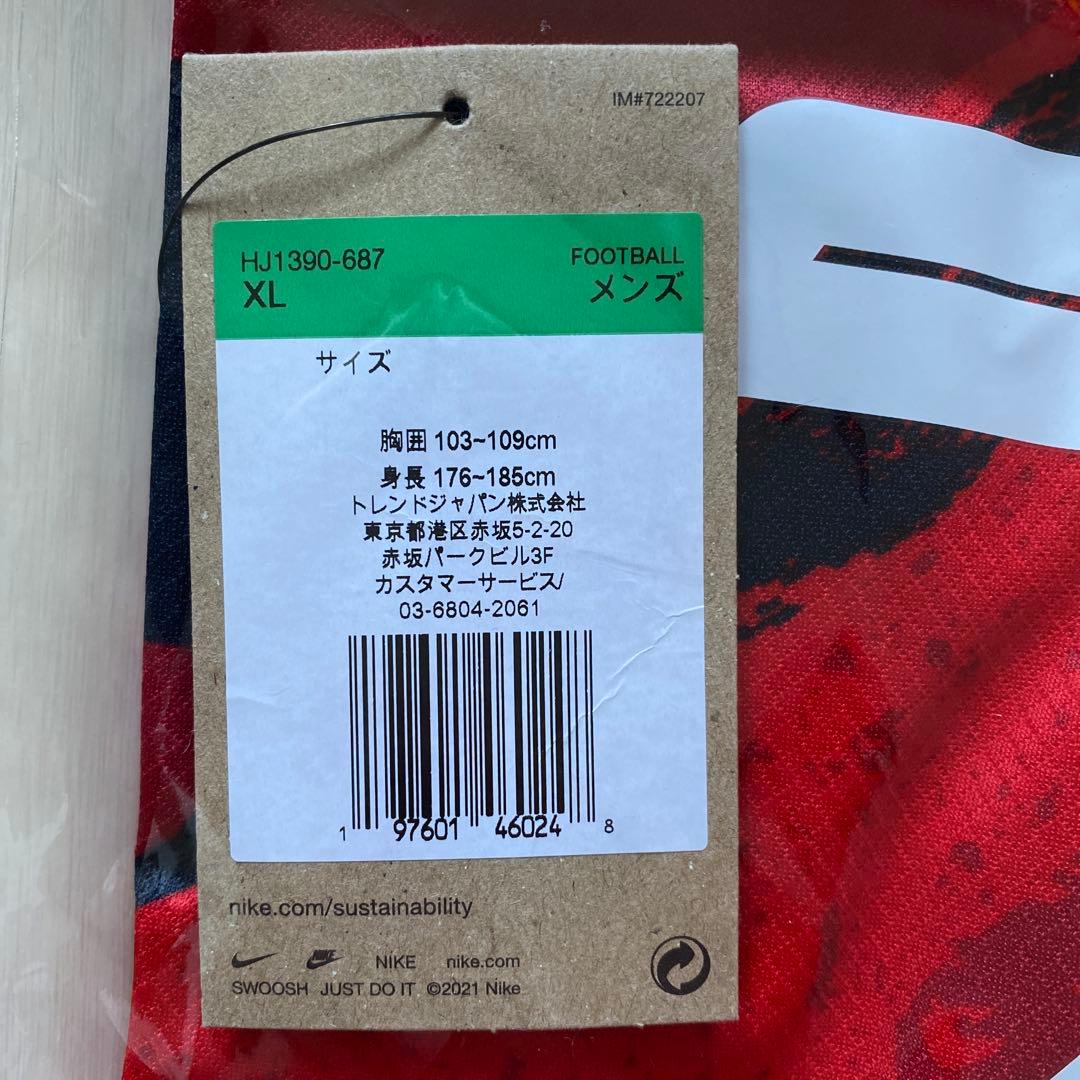 IM#722207
HJ1390-687
XL
FOOTBALL
メンズ
サイズ
胸囲 103~109cm
身長 176~185cm
トレンドジャパン株式会社
東京都港区赤坂5-2-20
赤坂パークビル3F
カスタマーサービス/
03-6804-2061
1 97601 46024 8
nike.com/sustainability
NIKE nike.com
SWOOSH JUST DO IT ©2021 Nike